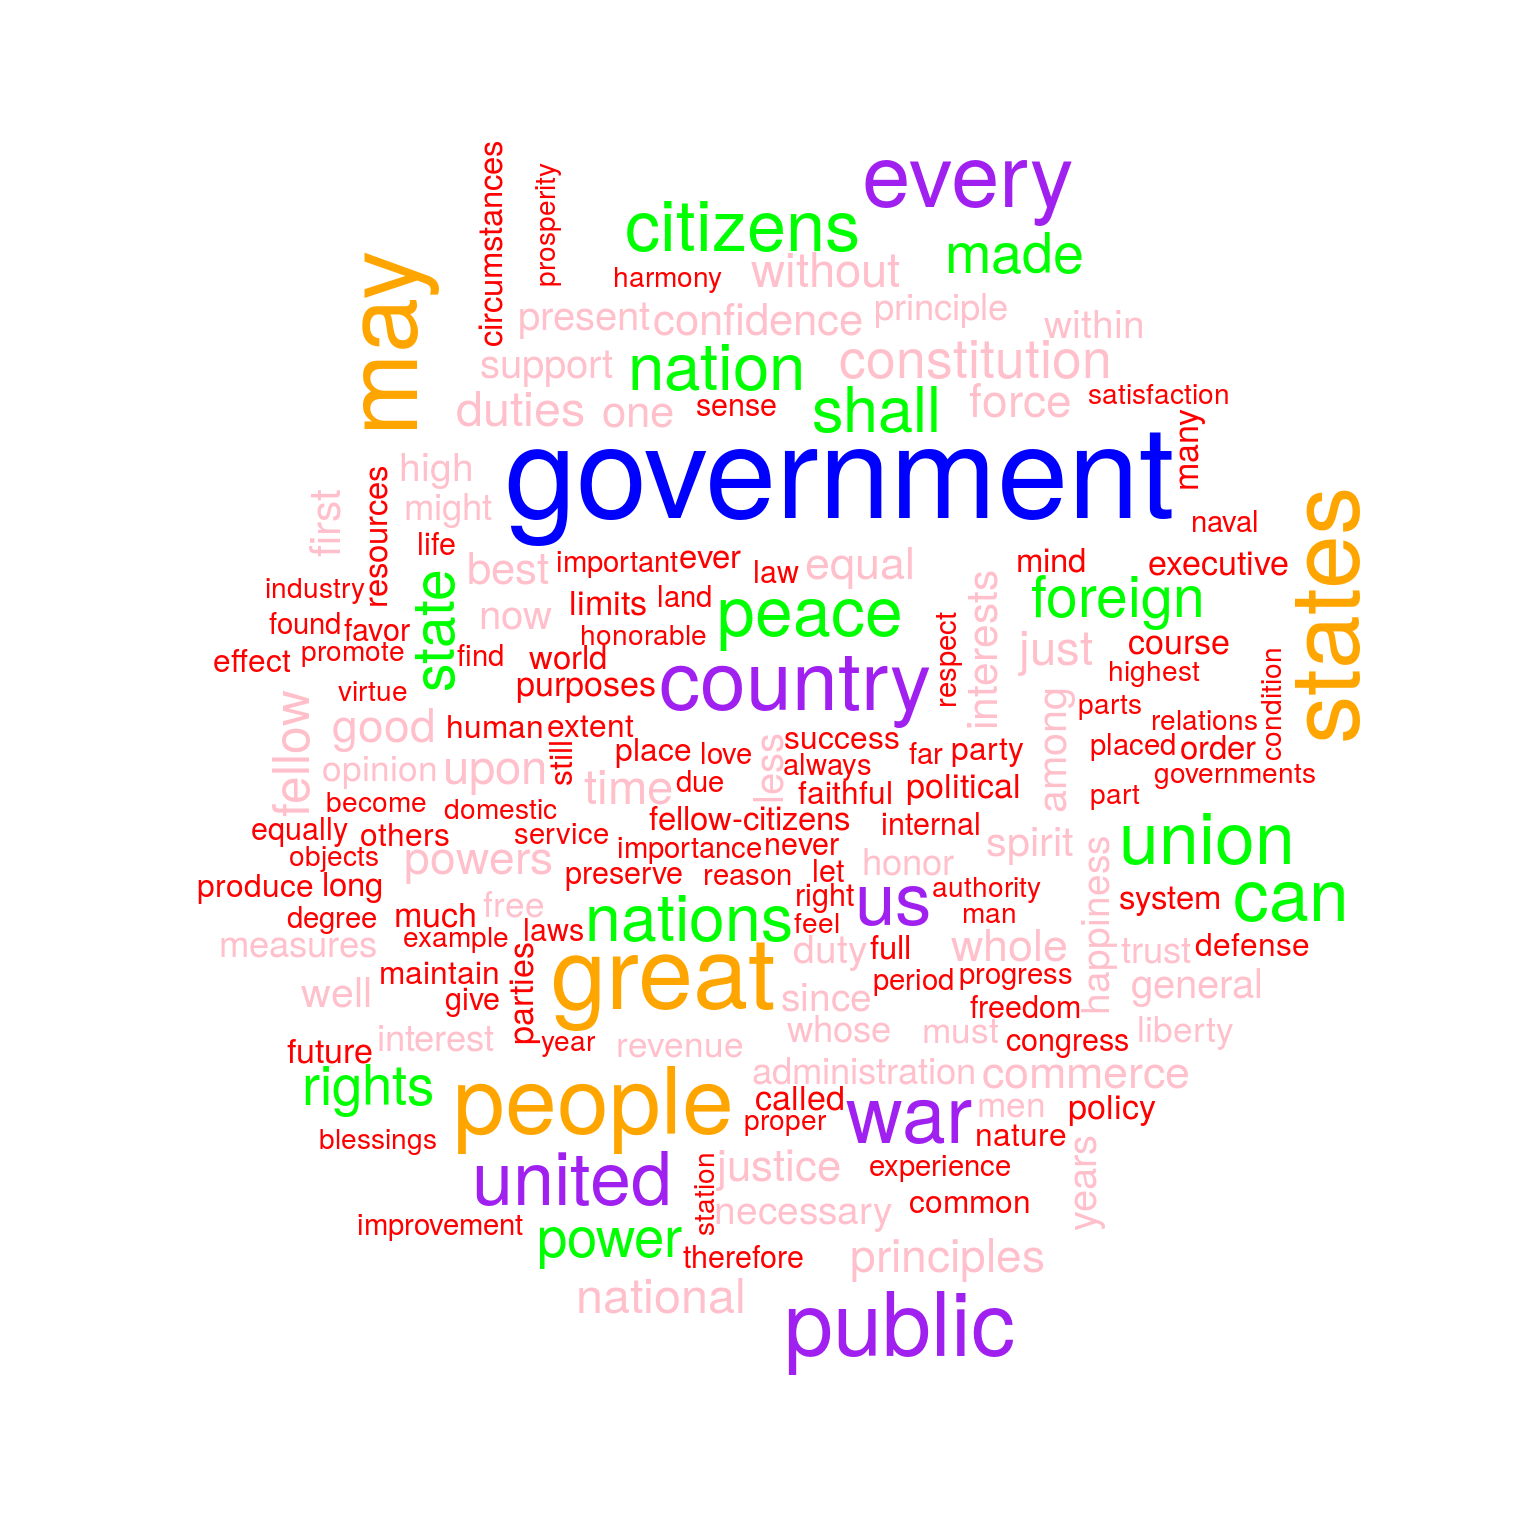 every
citizens
made
circumstances
prosperity
harmony
without
may
present
confidence
principle
within
support
nation
constitution
shall
satisfaction
duties
one
sense
force
many
government
high
resources
first
might
naval
states
life
best
important
ever
law
equal
mind
executive
industry
state
now
limits
land
peace
interests
foreign
found
favor
honorable
respect
just
course
effect
promote
find
world
country
highest
condition
virtue
purposes
parts
fellow
good
human
extent
among
relations
still
place
love
less
success
far
party
placed
order
opinion
upon
time
due
always
governments
become
domestic
faithful
political
part
equally
others
service
fellow-citizens
internal
spirit
union
objects
powers
importance
never
honor
happiness
produce
long
preserve
reason
let
right
us
authority
system
can
degree
much
free
laws
nations
feel
man
measures
example
duty
full
whole
trust
defense
well
maintain
give
parties
great
since
period
progress
general
freedom
future
interest
year
revenue
whose
must
congress
liberty
rights
people
administration
commerce
called
proper
war
men
policy
nature
blessings
united
station
justice
experience
years
improvement
power
necessary
common
therefore
principles
national
public